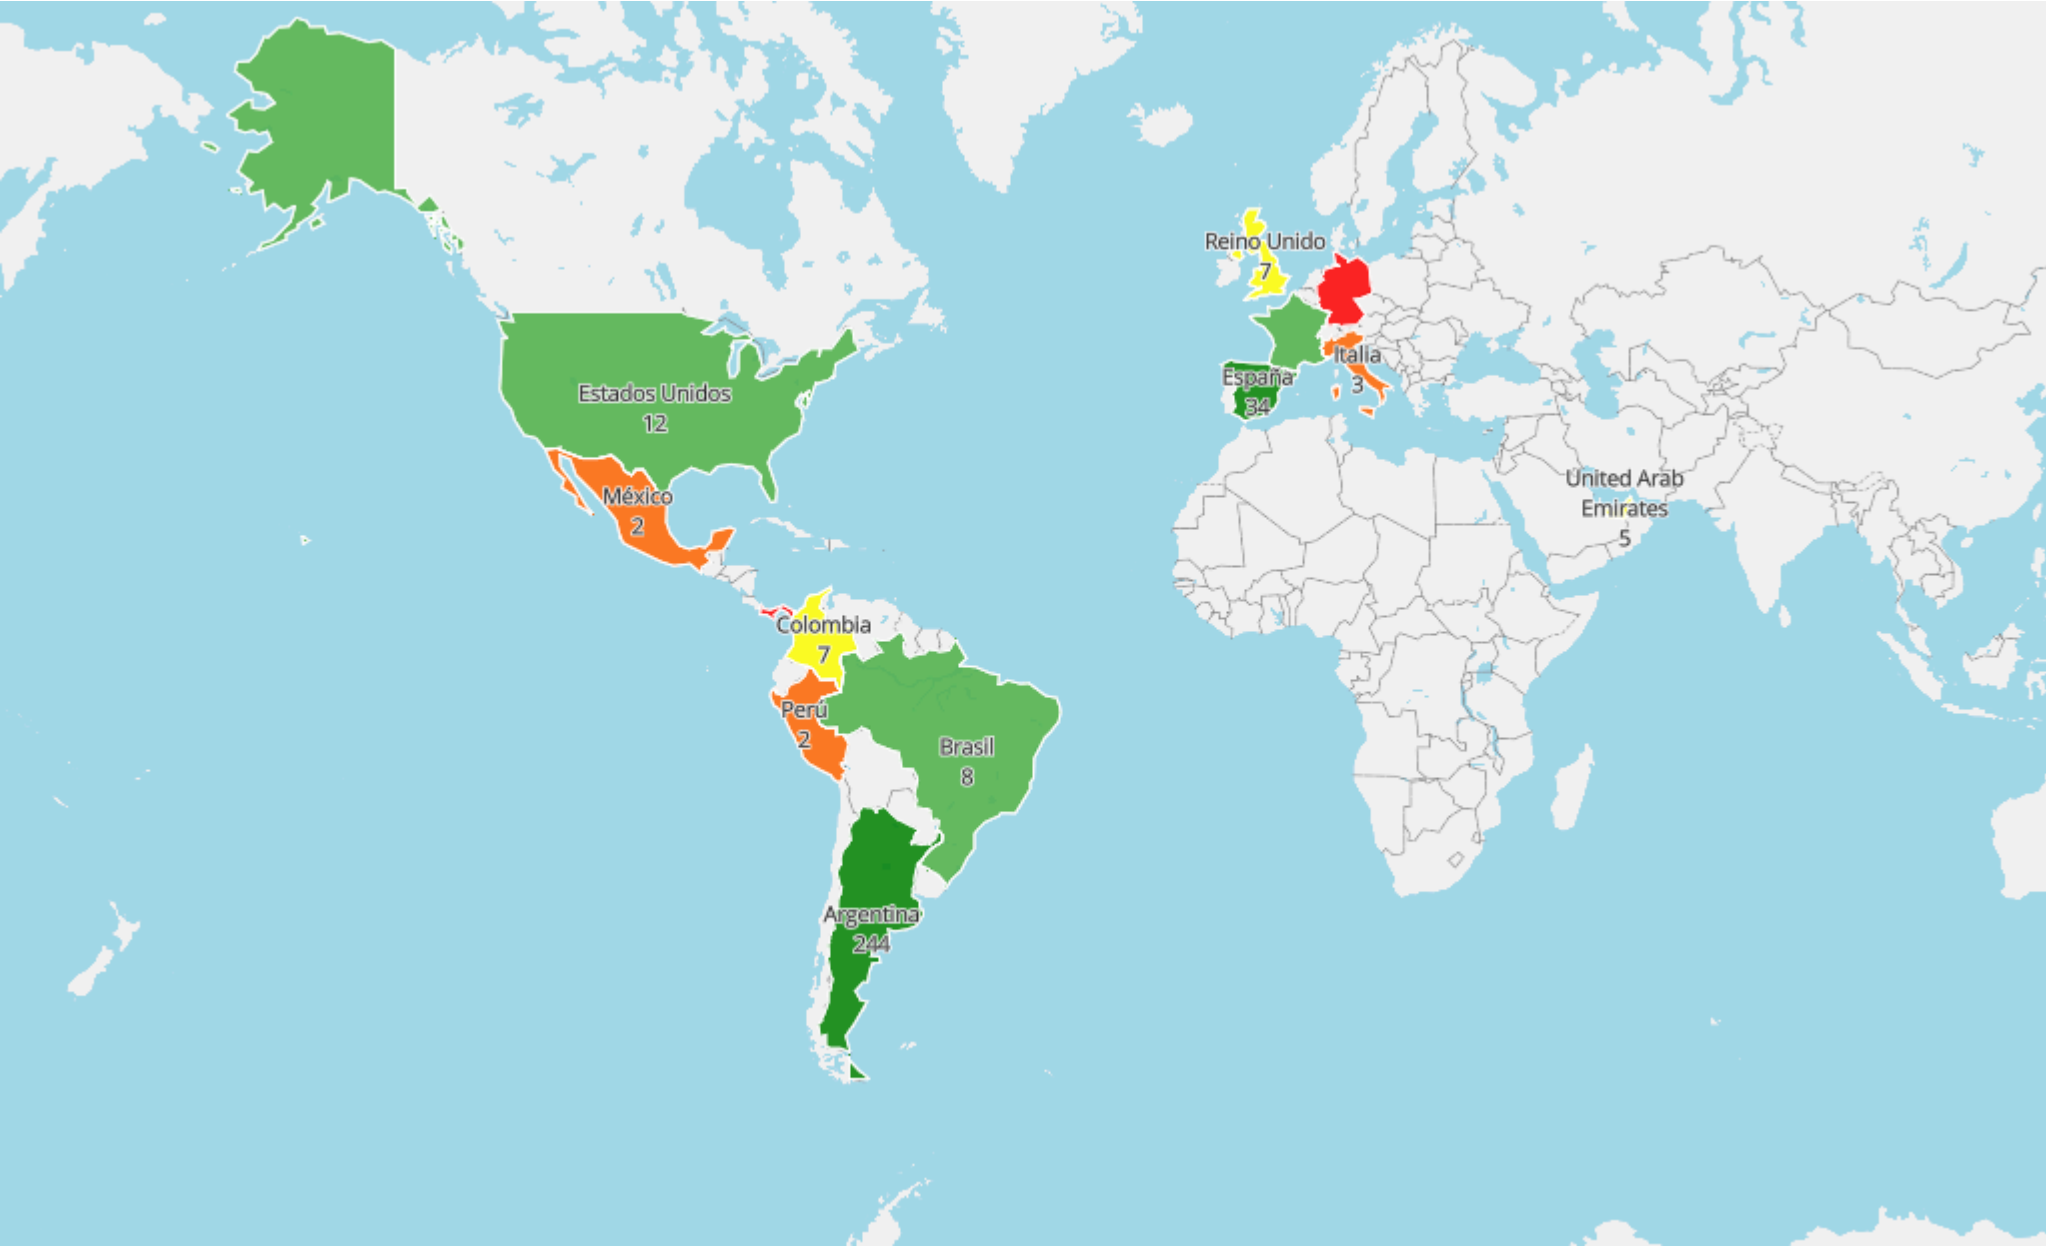 Reino Unido
7
Italia
3
España
34
Estados Unidos
12
México
2
United Arab
Emirates
5
Colombia
7
Perú
2
Brasil
8
Argentina
244